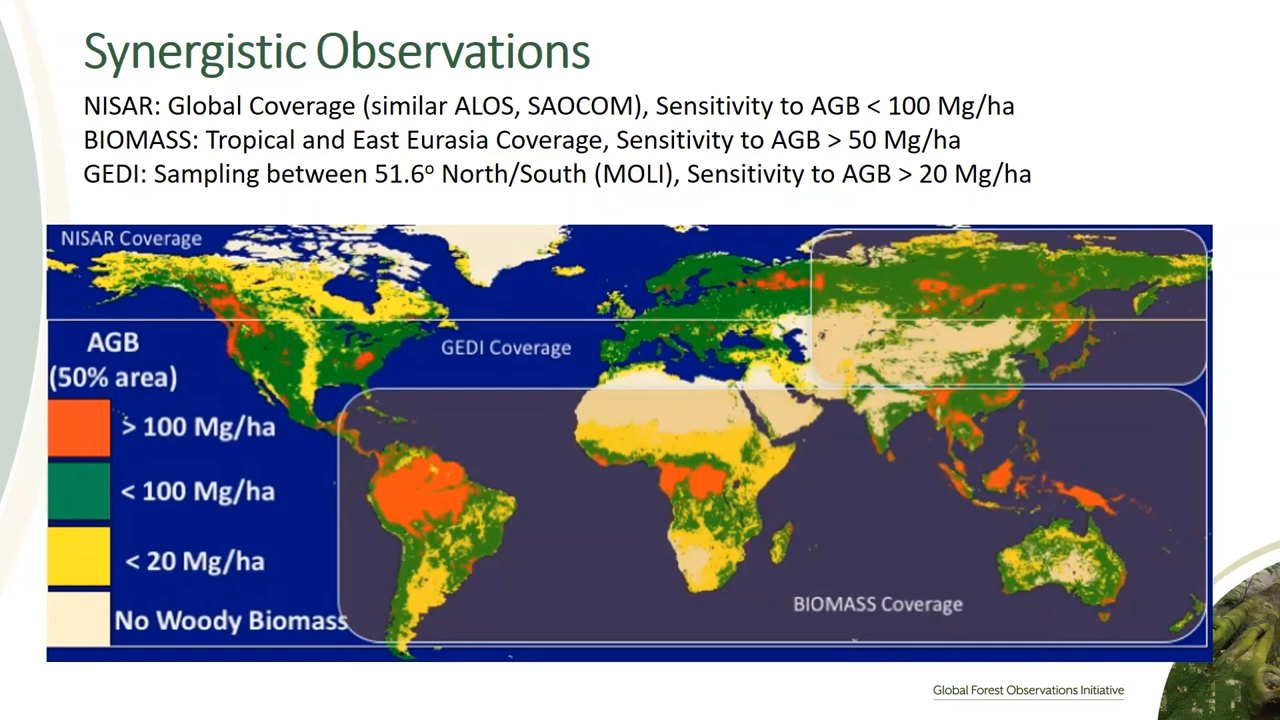 Synergistic Observations
NISAR: Global Coverage (similar ALOS, SAOCOM), Sensitivity to AGB < 100 Mg/ha
BIOMASS: Tropical and East Eurasia Coverage, Sensitivity to AGB > 50 Mg/ha
GEDI: Sampling between 51.6° North/South (MOLI), Sensitivity to AGB > 20 Mg/ha
NISAR Coverage
GEDI Coverage
AGB
(50% area)
> 100 Mg/ha
< 100 Mg/ha
< 20 Mg/ha
No Woody Biomass
BIOMASS Coverage
Global Forest Observations Initiative